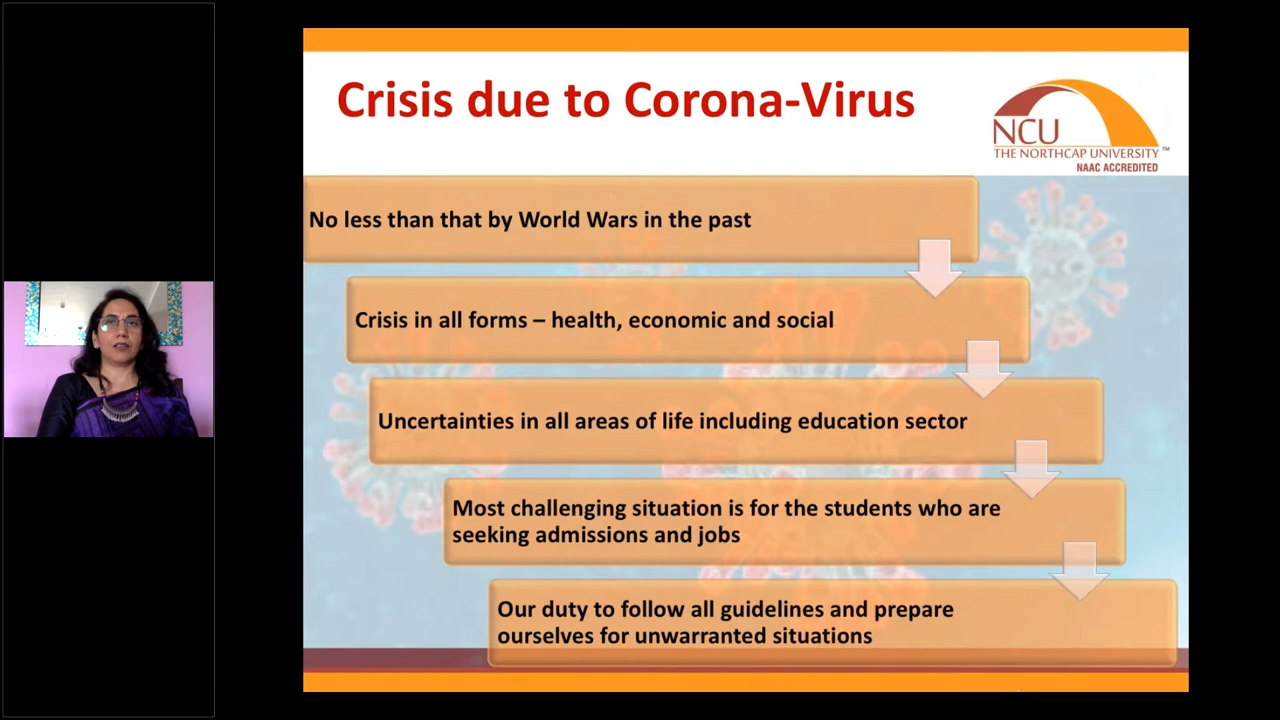 Crisis due to Corona-Virus
NCU
THE NORTHCAP UNIVERSITY™
NAAC ACCREDITED
No less than that by World Wars in the past
Crisis in all forms – health, economic and social
Uncertainties in all areas of life including education sector
Most challenging situation is for the students who are
seeking admissions and jobs
Our duty to follow all guidelines and prepare
ourselves for unwarranted situations